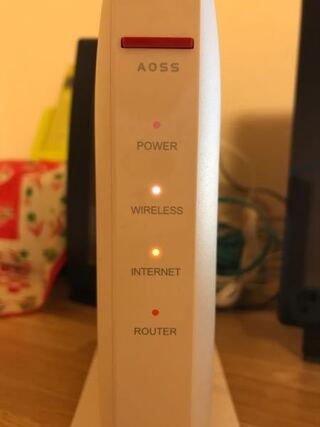 AOSS
POWER
WIRELESS
INTERNET
ROUTER